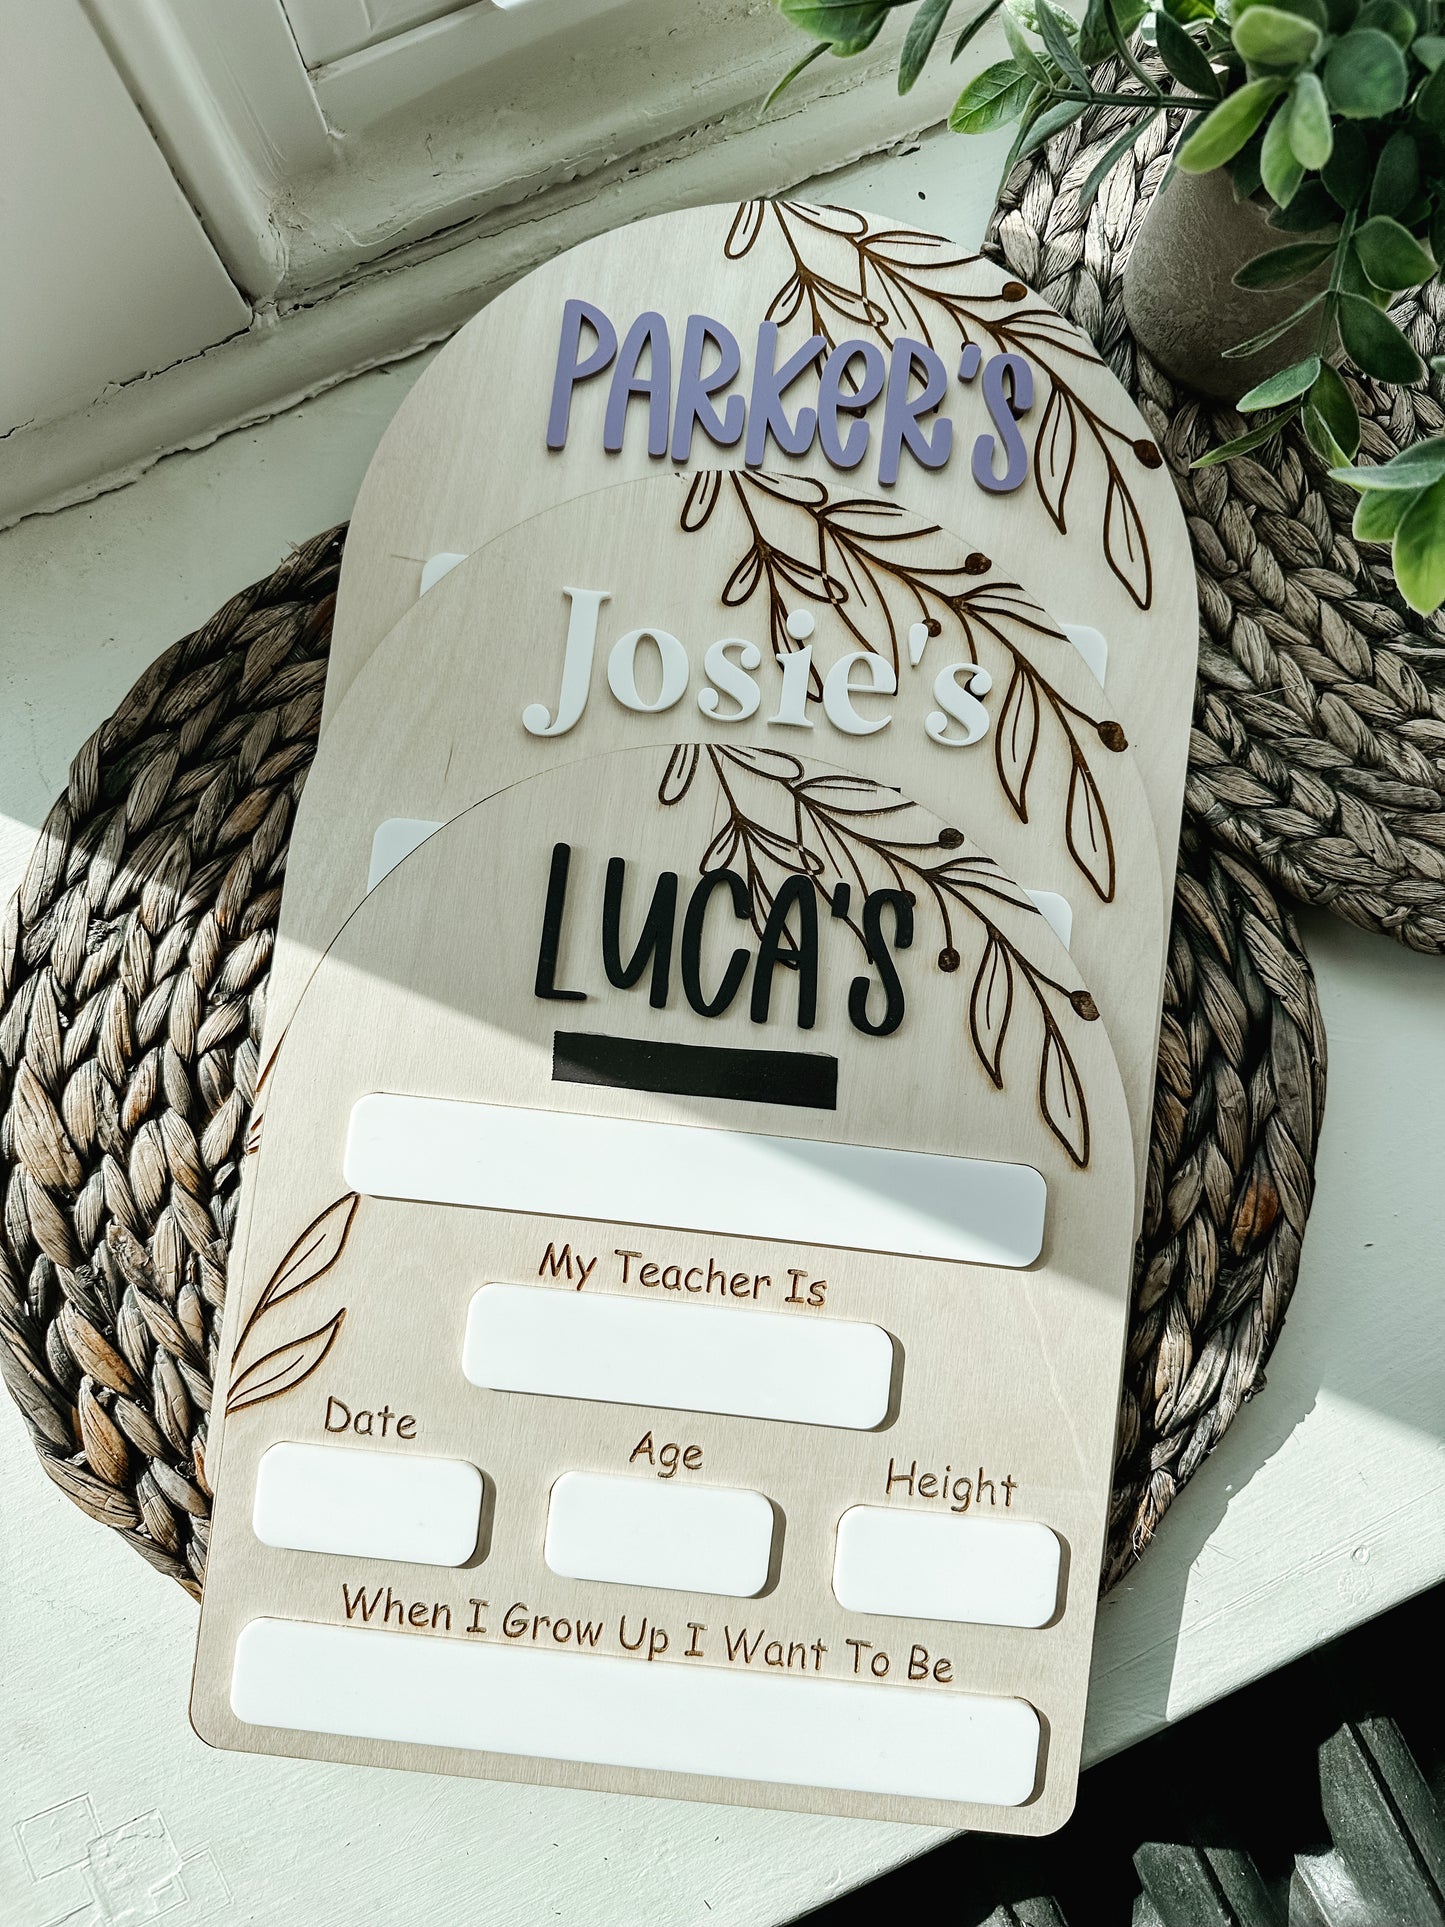 PARKER'S
Josie's
LUCA'S
My Teacher Is
Date Age Height
When I Grow Up I Want To Be